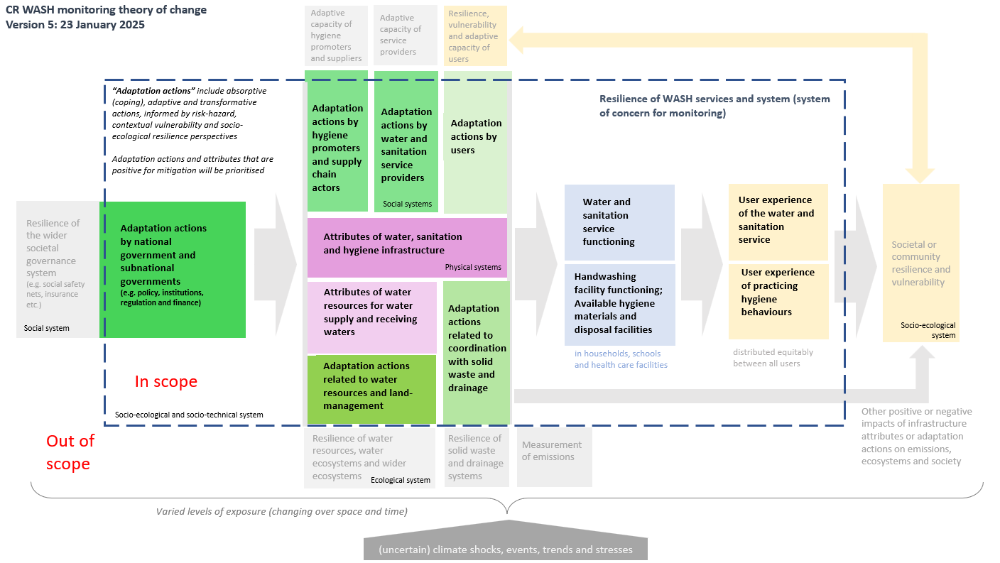 CR WASH monitoring theory of change
Version 5: 23 January 2025
Adaptive
capacity of
hygiene
promoters
and suppliers
Adaptive
capacity of
service
providers
Resilience,
vulnerability
and adaptive
capacity of
users
“Adaptation actions” include absorptive
(coping), adaptive and transformative
actions, informed by risk-hazard,
contextual vulnerability and socio-
ecological resilience perspectives
Adaptation actions and attributes that are
positive for mitigation will be prioritised
Adaptation
actions by
hygiene
promoters
and supply
chain
actors
Adaptation
actions by
water and
sanitation
service
providers
Social systems
Adaptation
actions by
users
Resilience of WASH services and system (system
of concern for monitoring)
Resilience of
the wider
societal
governance
system
(e.g. social safety
nets, insurance
etc.)
Social system
Adaptation actions
by national
government and
subnational
governments
(e.g. policy, institutions,
regulation and finance)
Attributes of water, sanitation
and hygiene infrastructure
Physical systems
Attributes of water
resources for water
supply and receiving
waters
Adaptation actions
related to water
resources and land-
management
Adaptation
actions
related to
coordination
with solid
waste and
drainage
Water and
sanitation
service
functioning
Handwashing
facility functioning;
Available hygiene
materials and
disposal facilities
in households, schools
and health care facilities
User experience
of the water and
sanitation
service
User experience
of practicing
hygiene
behaviours
distributed equitably
between all users
Societal or
community
resilience and
vulnerability
Socio-ecological
system
In scope
Socio-ecological and socio-technical system
Out of
scope
Resilience of water
resources, water
ecosystems and wider
ecosystems
Ecological system
Resilience of
solid waste
and drainage
systems
Measurement
of emissions
Other positive or negative
impacts of infrastructure
attributes or adaptation
actions on emissions,
ecosystems and society
Varied levels of exposure (changing over space and time)
(uncertain) climate shocks, events, trends and stresses